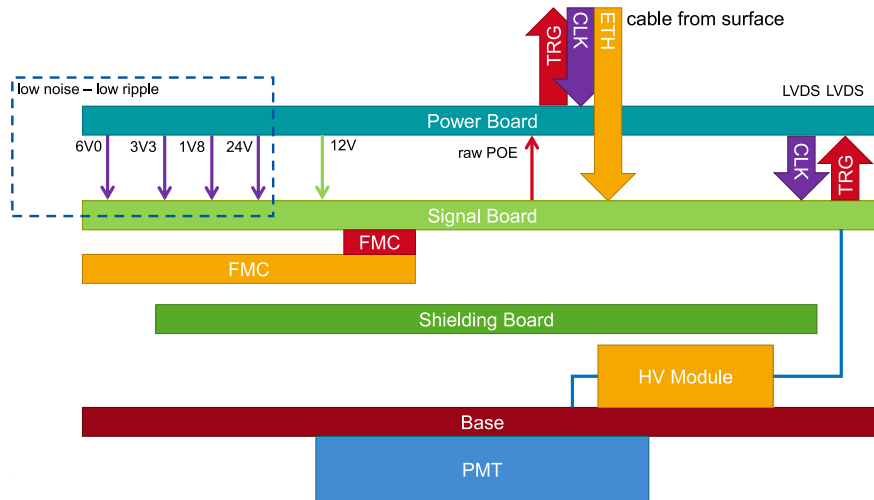 cable from surface
TRG
CLK
ETH
low noise – low ripple
LVDS LVDS
Power Board
6V0 3V3 1V8 24V 12V
raw POE
CLK
TRG
Signal Board
FMC
FMC
Shielding Board
HV Module
Base
PMT